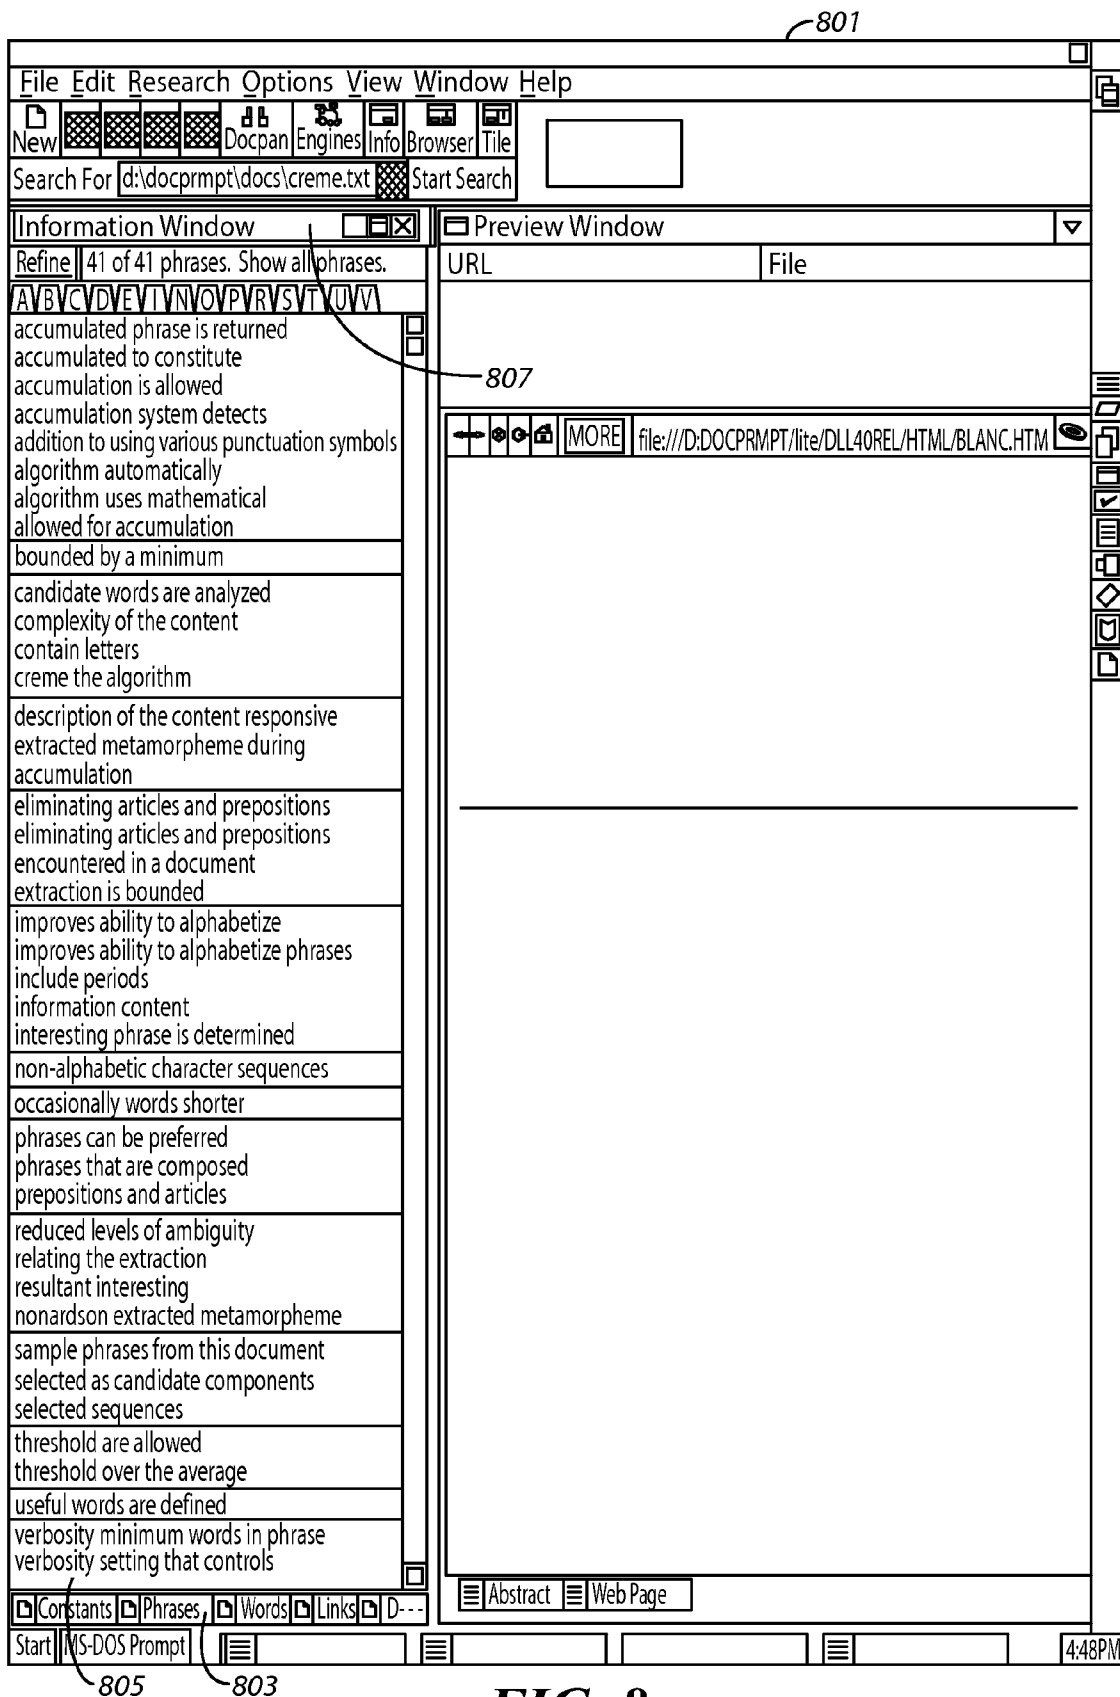 801
File Edit Research Options View Window Help
New Docpan Engines Info Browser Tile
Search For d:\docprmpt\docs\creme.txt Start Search
Information Window
Refine 41 of 41 phrases. Show all phrases.
A B C D E I N O P R S T U V
accumulated phrase is returned
accumulated to constitute
accumulation is allowed
accumulation system detects
addition to using various punctuation symbols
algorithm automatically
algorithm uses mathematical
allowed for accumulation
bounded by a minimum
candidate words are analyzed
complexity of the content
contain letters
creme the algorithm
description of the content responsive
extracted metamorpheme during
accumulation
eliminating articles and prepositions
eliminating articles and prepositions
encountered in a document
extraction is bounded
improves ability to alphabetize
improves ability to alphabetize phrases
include periods
information content
interesting phrase is determined
non-alphabetic character sequences
occasionally words shorter
phrases can be preferred
phrases that are composed
prepositions and articles
reduced levels of ambiguity
relating the extraction
resultant interesting
nonardson extracted metamorpheme
sample phrases from this document
selected as candidate components
selected sequences
threshold are allowed
threshold over the average
useful words are defined
verbosity minimum words in phrase
verbosity setting that controls
Constants Phrases Words Links D---
807
Preview Window
URL File
MORE file:///D:DOCPRMPT/lite/DLL40REL/HTML/BLANC.HTM
Abstract Web Page
Start MS-DOS Prompt 4:48PM
805 803
FIG. 8